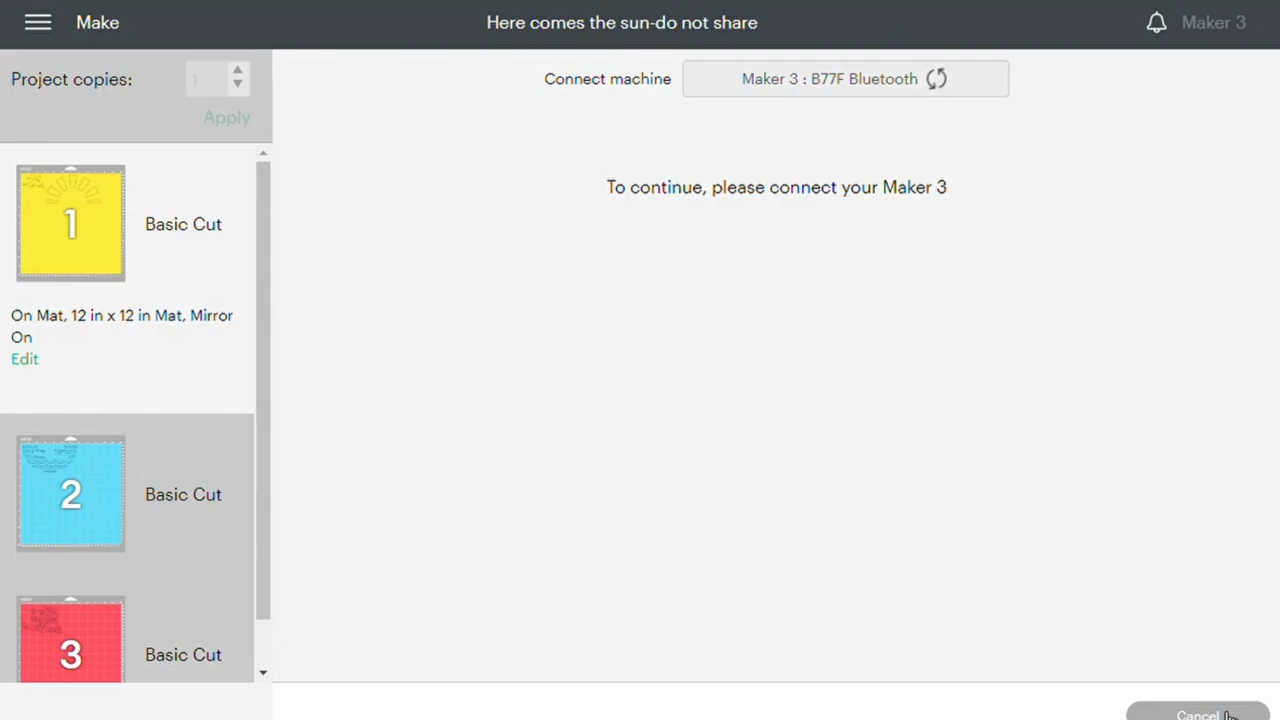 Make
Here comes the sun-do not share
Maker 3
Project copies:
1
Apply
Connect machine
Maker 3 : B77F Bluetooth
To continue, please connect your Maker 3
1
Basic Cut
On Mat, 12 in x 12 in Mat, Mirror
On
Edit
2
Basic Cut
3
Basic Cut
Cancel